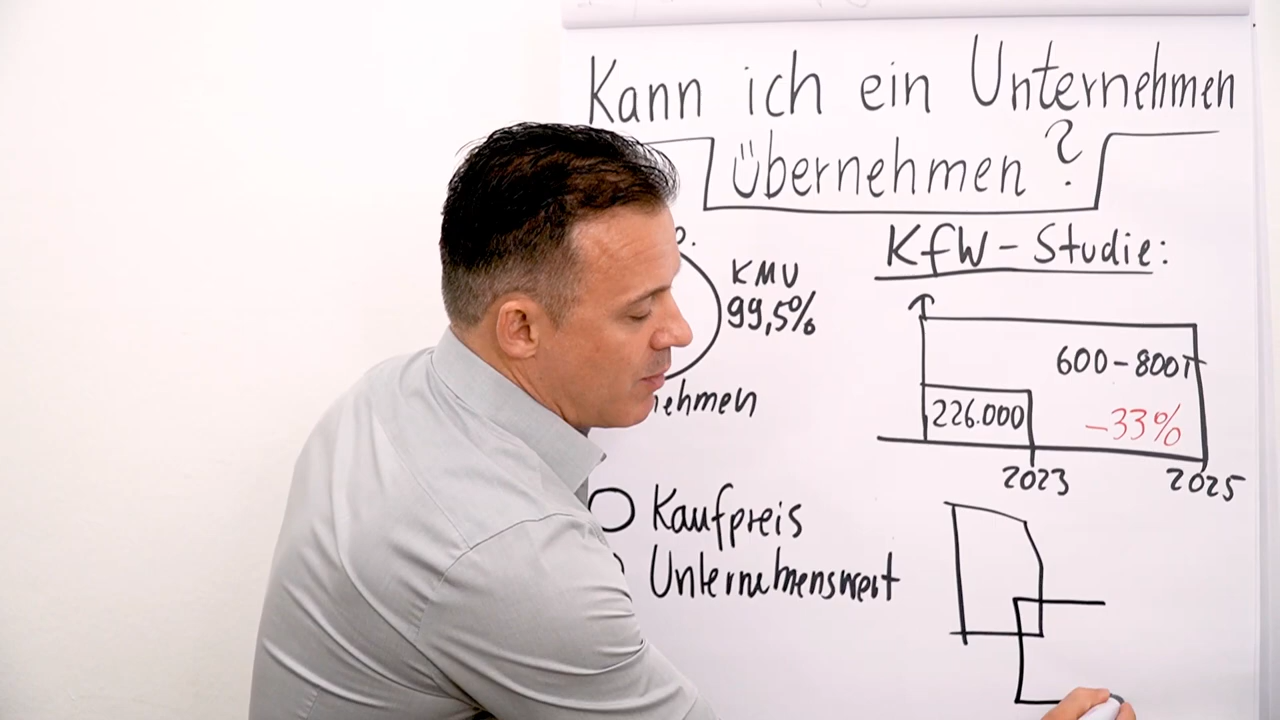 Kann ich ein Unternehmen
übernehmen?
KfW-Studie:
KMU
99,5%
600-800T
226.000
-33%
2023
2025
Kaufpreis
Unternehmenswert